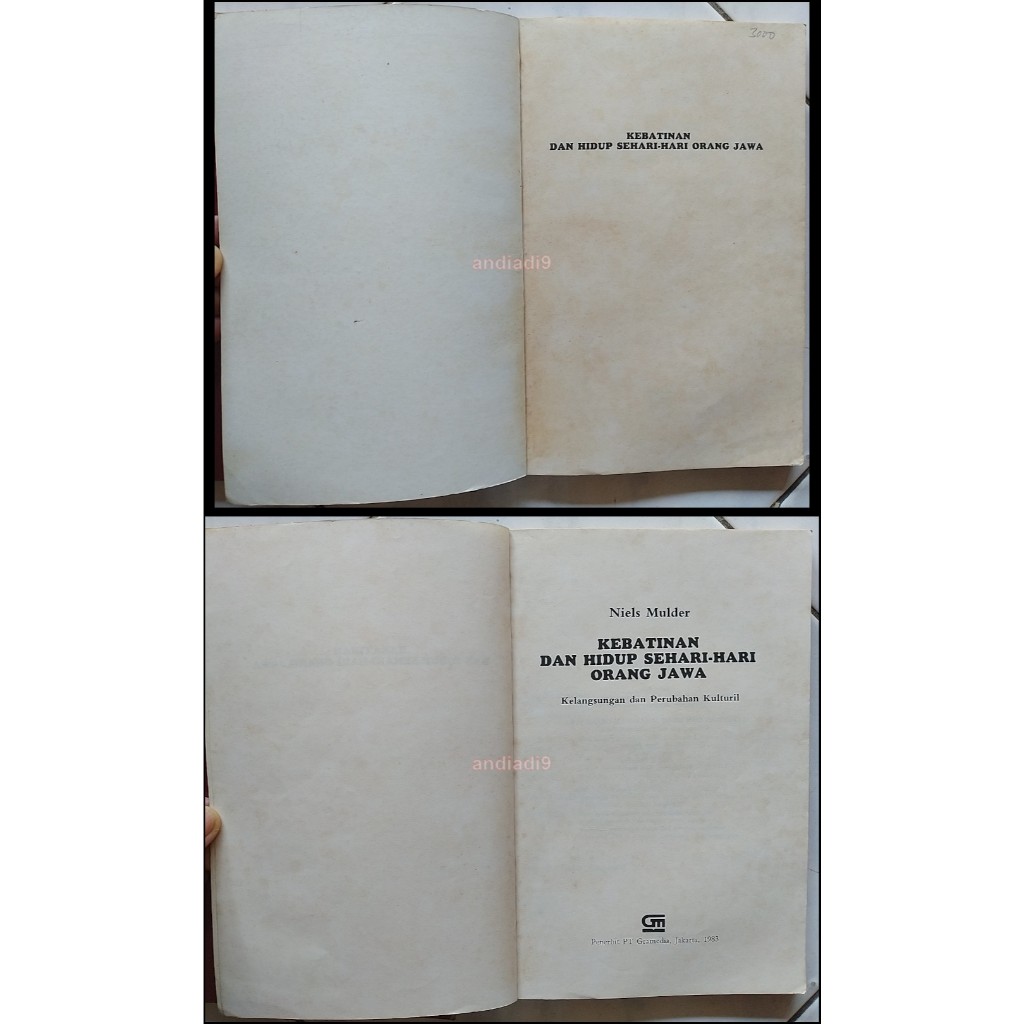 3000
KEBATINAN
DAN HIDUP SEHARI-HARI ORANG JAWA
andiadi9
Niels Mulder
KEBATINAN
DAN HIDUP SEHARI-HARI
ORANG JAWA
Kelangsungan dan Perubahan Kulturil
andiadi9
Gm
Penerbit PT Gramedia, Jakarta, 1983